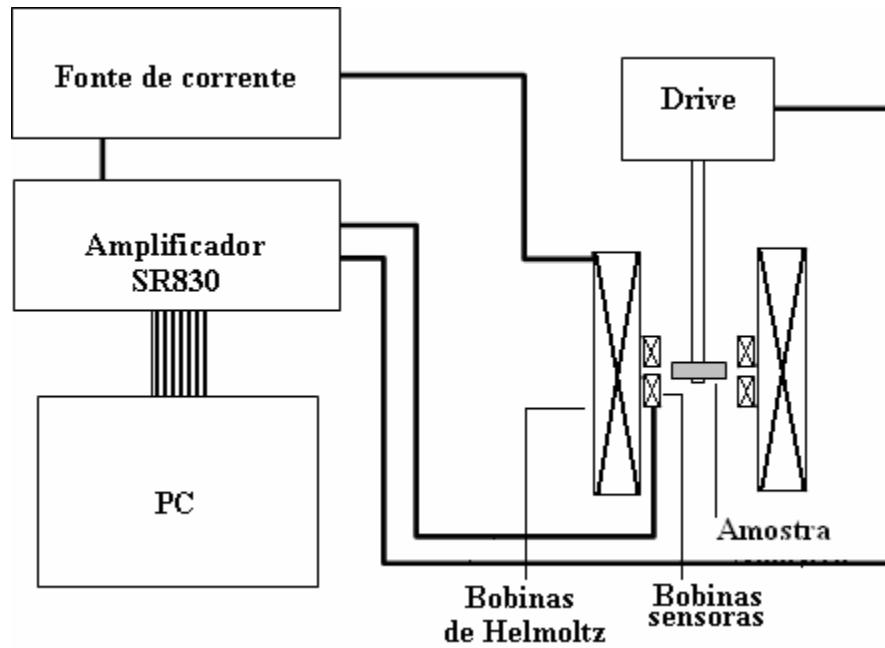 Fonte de corrente
Drive
Amplificador
SR830
PC
Amostra
Bobinas
de Helmoltz
Bobinas
sensoras